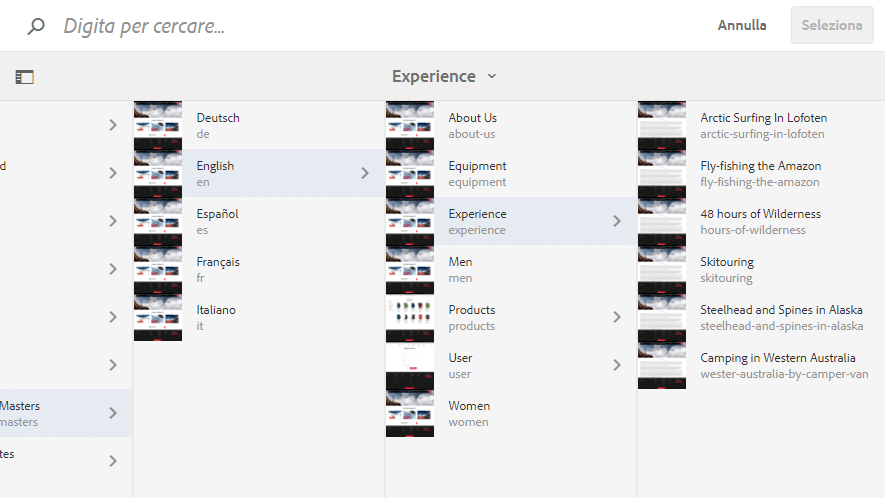 Digita per cercare...
Annulla
Seleziona
Experience
d
Masters
masters
tes
Deutsch
de
English
en
Español
es
Français
fr
Italiano
it
About Us
about-us
Equipment
equipment
Experience
experience
Men
men
Products
products
User
user
Women
women
Arctic Surfing In Lofoten
arctic-surfing-in-lofoten
Fly-fishing the Amazon
fly-fishing-the-amazon
48 hours of Wilderness
hours-of-wilderness
Skitouring
skitouring
Steelhead and Spines in Alaska
steelhead-and-spines-in-alaska
Camping in Western Australia
wester-australia-by-camper-van